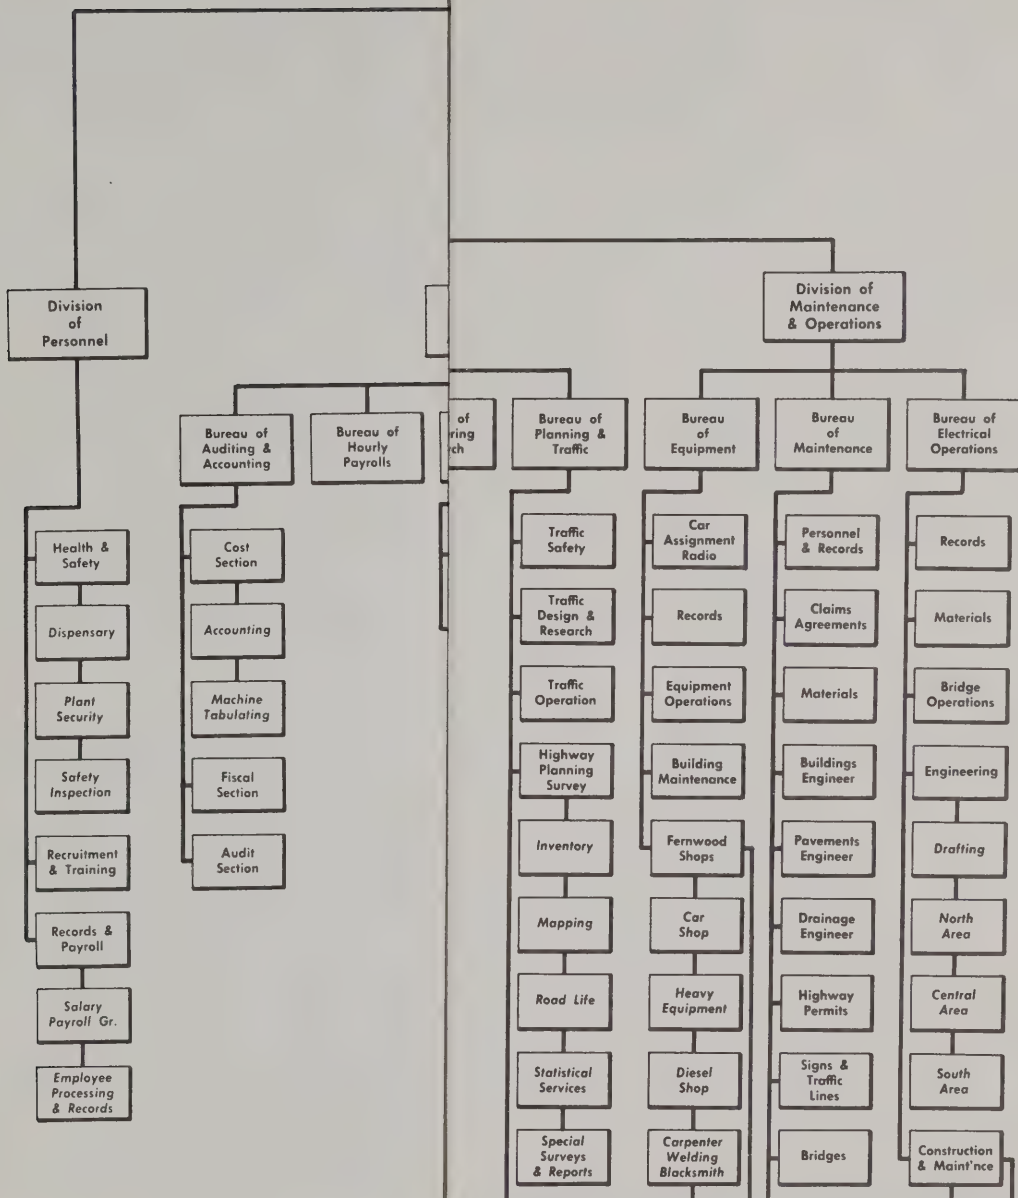 Division
of
Personnel
Health &
Safety
Dispensary
Plant
Security
Safety
Inspection
Recruitment
& Training
Records &
Payroll
Salary
Payroll Gr.
Employee
Processing
& Records
Bureau of
Auditing &
Accounting
Cost
Section
Accounting
Machine
Tabulating
Fiscal
Section
Audit
Section
Bureau of
Hourly
Payrolls
of
Division of
Maintenance
& Operations
Bureau of
Planning &
Traffic
Traffic
Safety
Traffic
Design &
Research
Traffic
Operation
Highway
Planning
Survey
Inventory
Mapping
Road Life
Statistical
Services
Special
Surveys
& Reports
Bureau
of
Equipment
Car
Assignment
Radio
Records
Equipment
Operations
Building
Maintenance
Fernwood
Shops
Car
Shop
Heavy
Equipment
Diesel
Shop
Carpenter
Welding
Blacksmith
Bureau
of
Maintenance
Personnel
& Records
Claims
Agreements
Materials
Buildings
Engineer
Pavements
Engineer
Drainage
Engineer
Highway
Permits
Signs &
Traffic
Lines
Bridges
Bureau of
Electrical
Operations
Records
Materials
Bridge
Operations
Engineering
Drafting
North
Area
Central
Area
South
Area
Construction
& Maint'nce